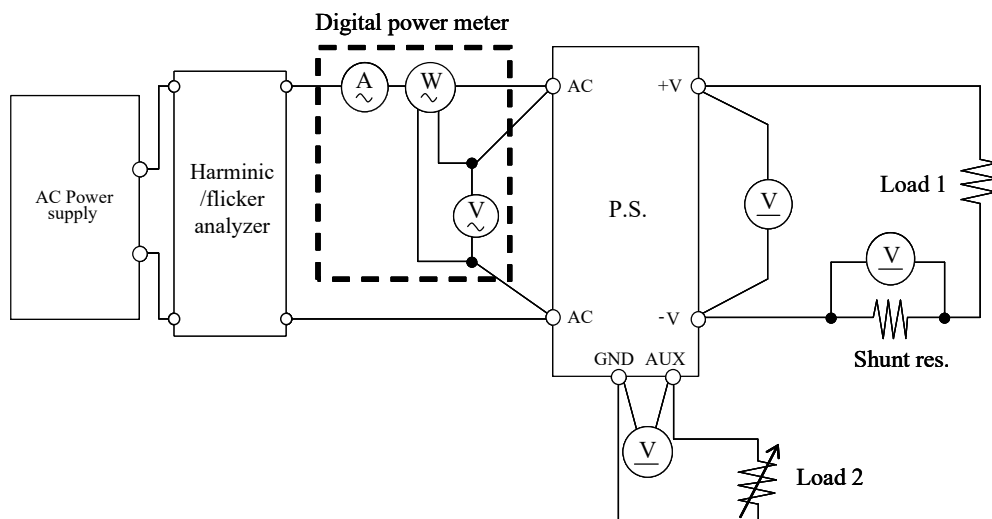 Digital power meter
A
W
AC
+V
Harminic
/flicker
analyzer
AC Power
supply
V
P.S.
V
Load 1
V
AC
-V
Shunt res.
GND AUX
V
Load 2